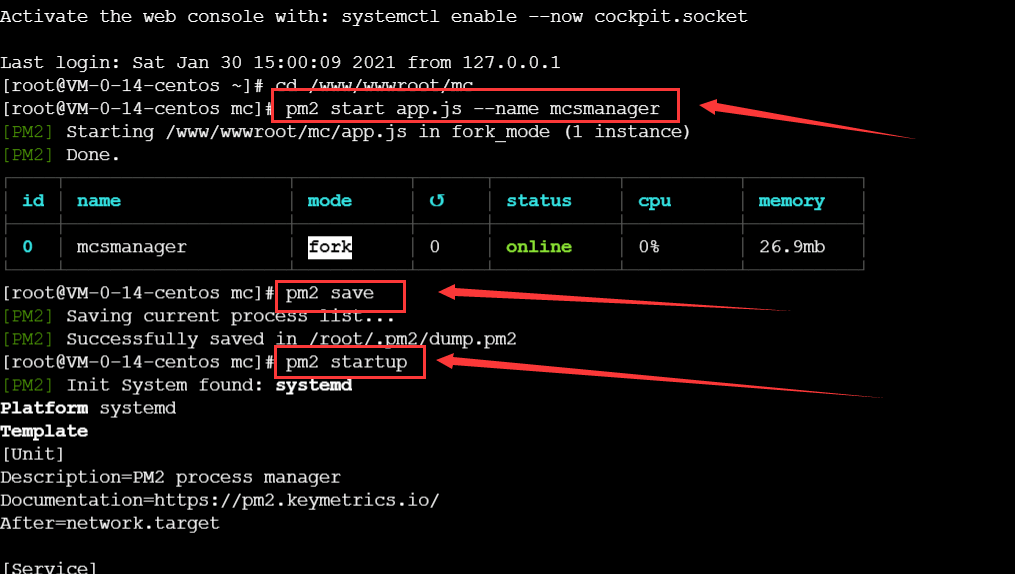 Activate the web console with: systemctl enable --now cockpit.socket
Last login: Sat Jan 30 15:00:09 2021 from 127.0.0.1
[root@VM-0-14-centos ~]# cd /www/wwwroot/mc
[root@VM-0-14-centos mc]# pm2 start app.js --name mcsmanager
[PM2] Starting /www/wwwroot/mc/app.js in fork_mode (1 instance)
[PM2] Done.
id name mode ↺ status cpu memory
0 mcsmanager fork 0 online 0% 26.9mb
[root@VM-0-14-centos mc]# pm2 save
[PM2] Saving current process list...
[PM2] Successfully saved in /root/.pm2/dump.pm2
[root@VM-0-14-centos mc]# pm2 startup
[PM2] Init System found: systemd
Platform systemd
Template
[Unit]
Description=PM2 process manager
Documentation=https://pm2.keymetrics.io/
After=network.target
[Service]